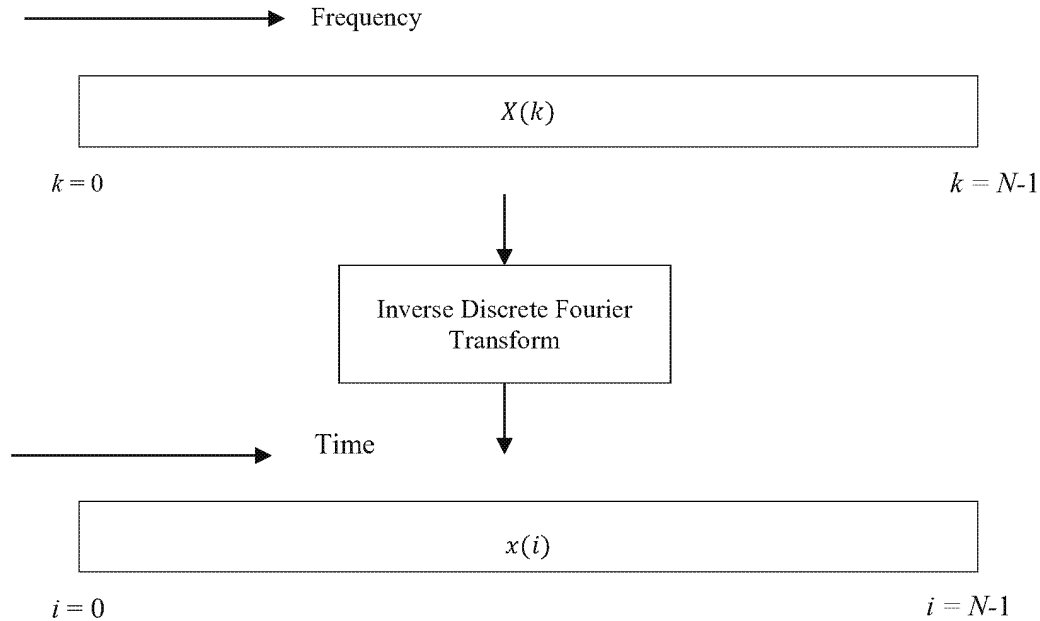 Frequency
X(k)
k = 0
k = N-1
Inverse Discrete Fourier
Transform
Time
x(i)
i = 0
i = N-1